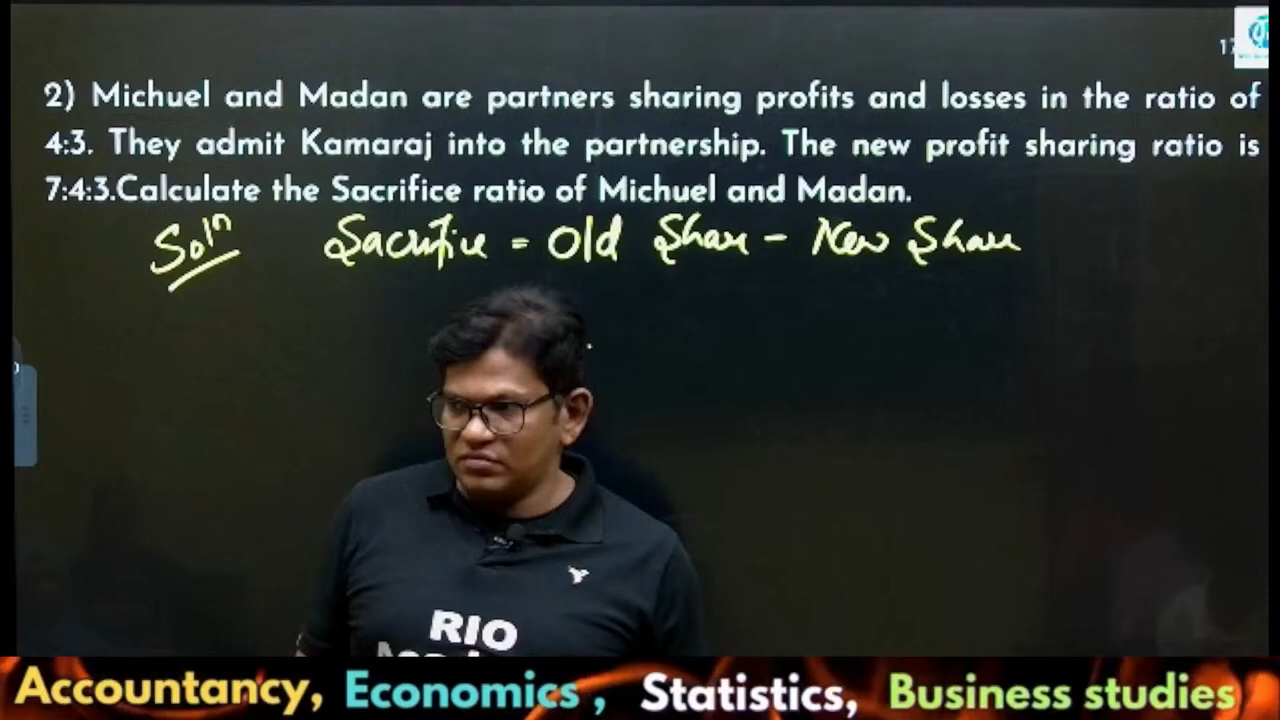 2) Michuel and Madan are partners sharing profits and losses in the ratio of
4:3. They admit Kamaraj into the partnership. The new profit sharing ratio is
7:4:3.Calculate the Sacrifice ratio of Michuel and Madan.
Soln Sacrifice = Old Share - New Share
RIO
Accountancy, Economics, Statistics, Business studies